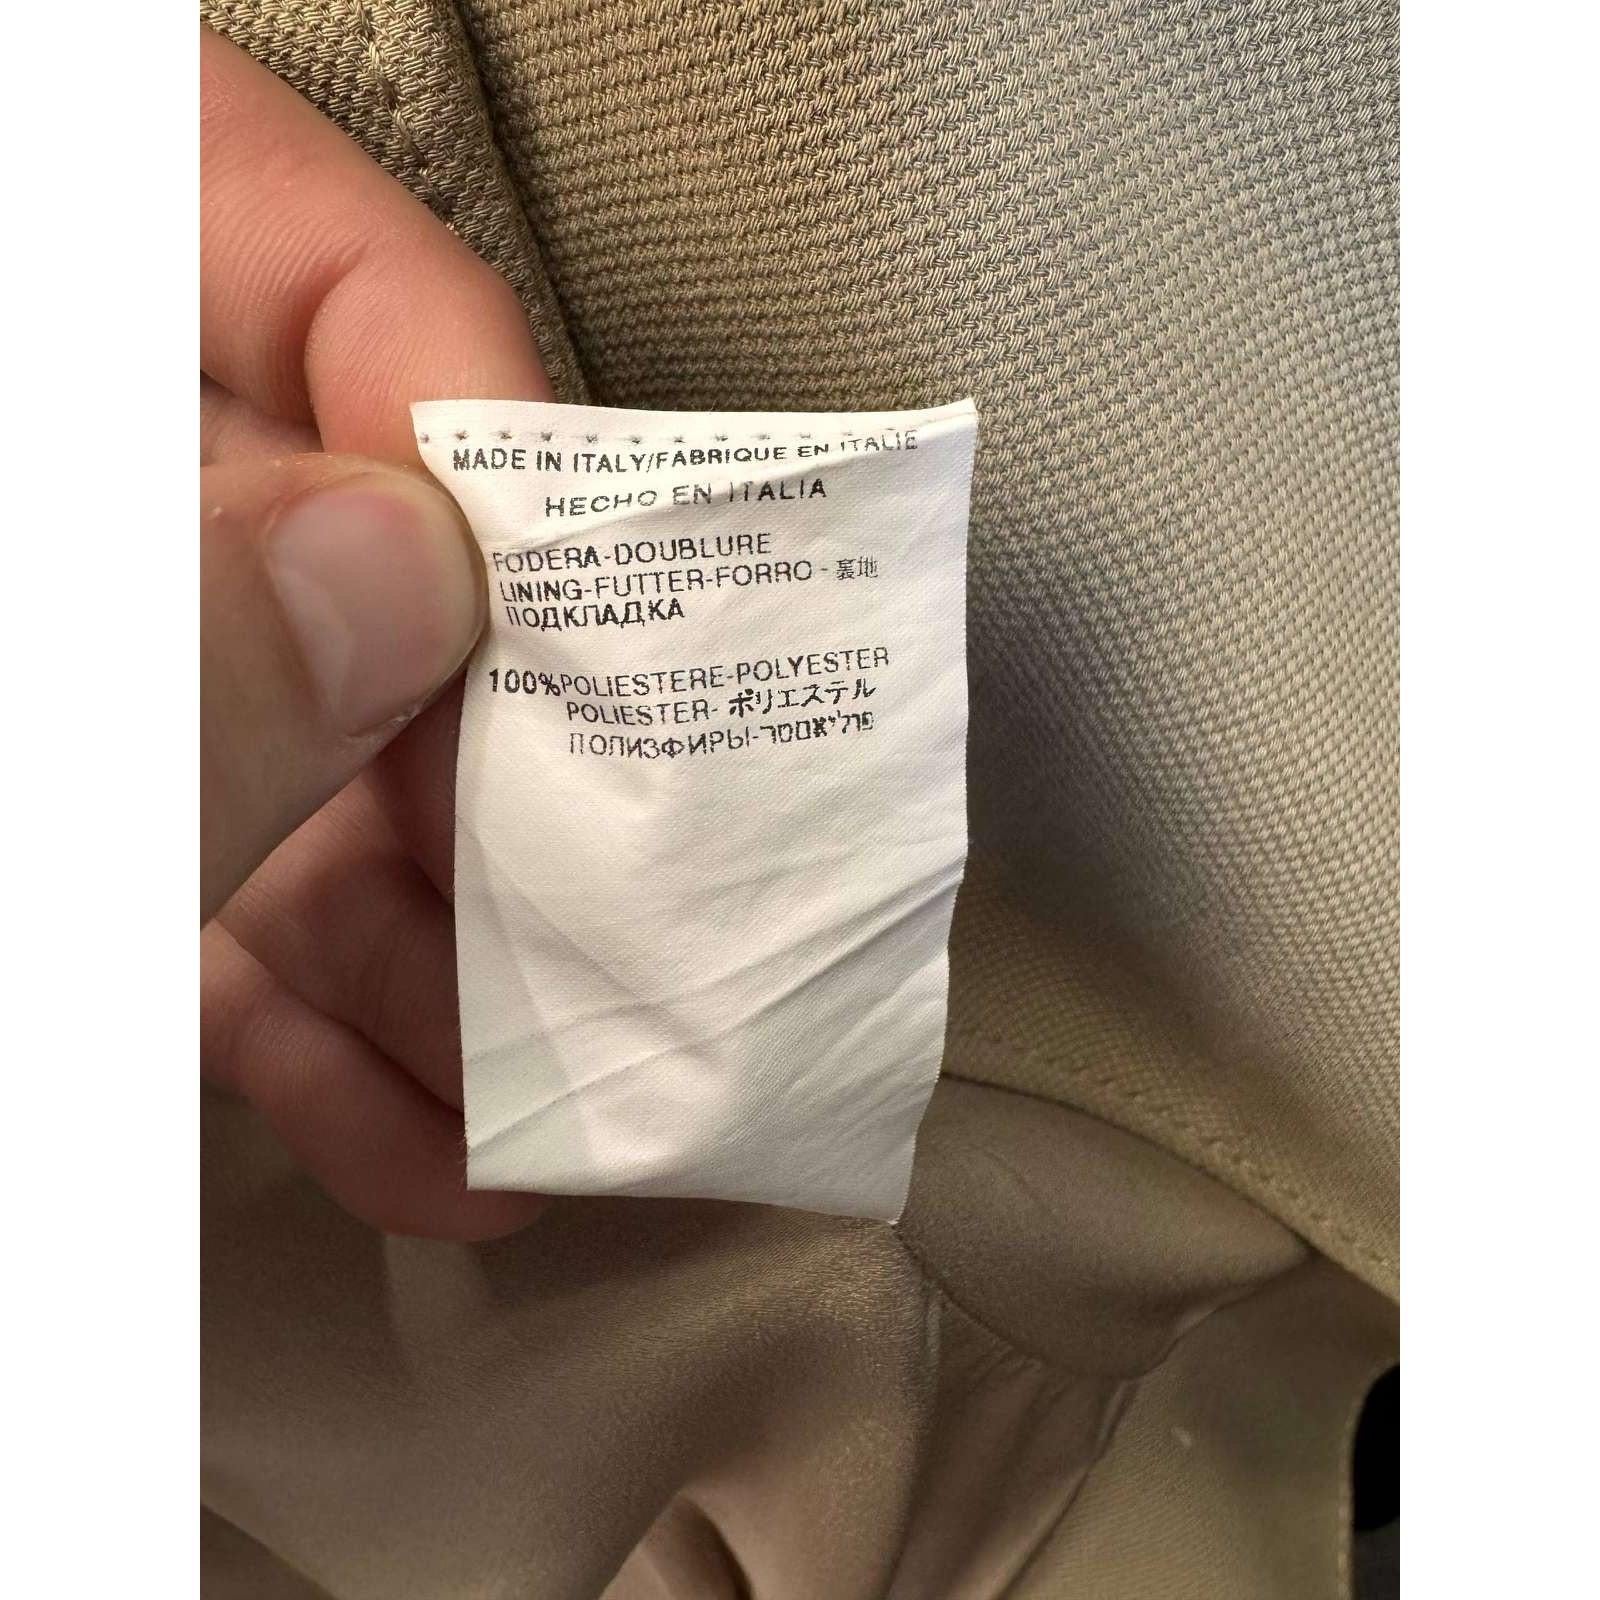 MADE IN ITALY/FABRIQUE EN ITALIE
HECHO EN ITALIA
FODERA-DOUBLURE
LINING-FUTTER-FORRO - 裏地
ПОДКЛАДКА
100%POLIESTERE-POLYESTER
POLIESTER- ポリエステル
ПОЛИЗФИРЫ-פוליאסטר